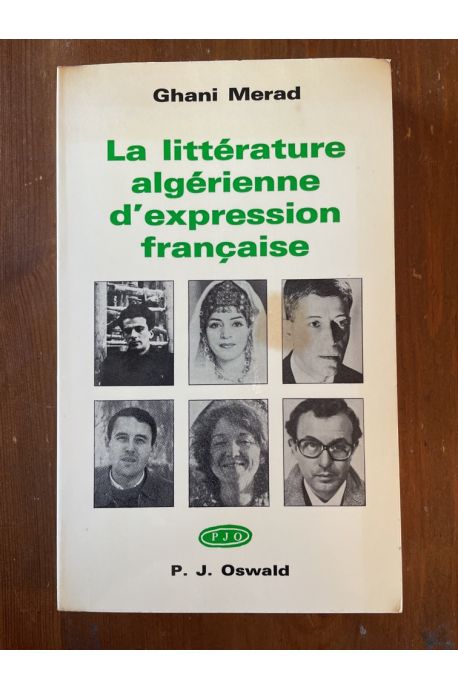 Ghani Merad
La littérature
algérienne
d'expression
française
PJO
P. J. Oswald